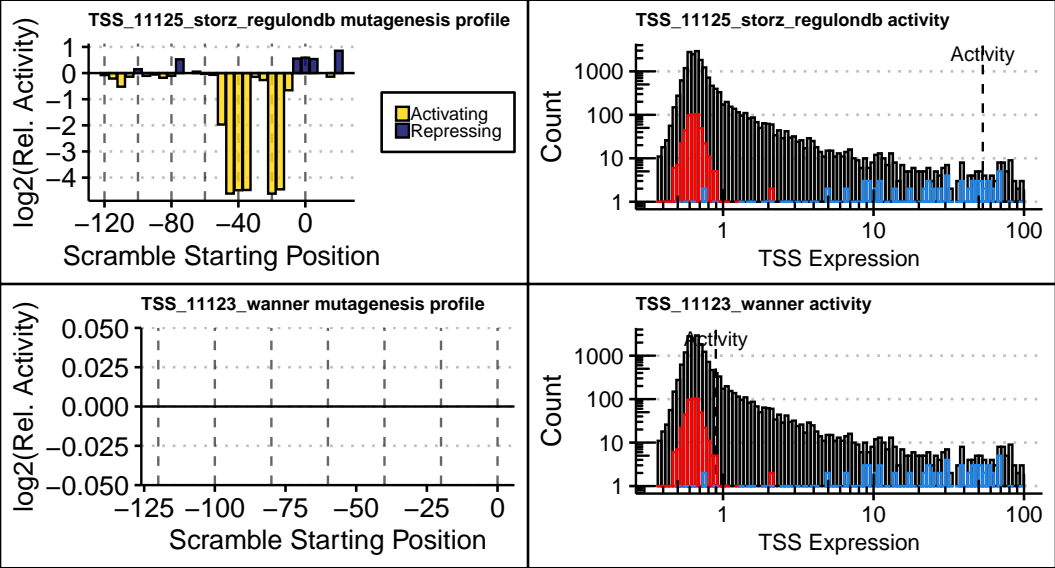 TSS_11125_storz_regulondb mutagenesis profile
log2(Rel. Activity)
1
0
−1
−2
−3
−4
−120
−80
−40
0
Scramble Starting Position
Activating
Repressing
TSS_11125_storz_regulondb activity
Activity
Count
1000
100
10
1
1
10
100
TSS Expression
TSS_11123_wanner mutagenesis profile
log2(Rel. Activity)
0.050
0.025
0.000
−0.025
−0.050
−125
−100
−75
−50
−25
0
Scramble Starting Position
TSS_11123_wanner activity
Activity
Count
1000
100
10
1
1
10
100
TSS Expression